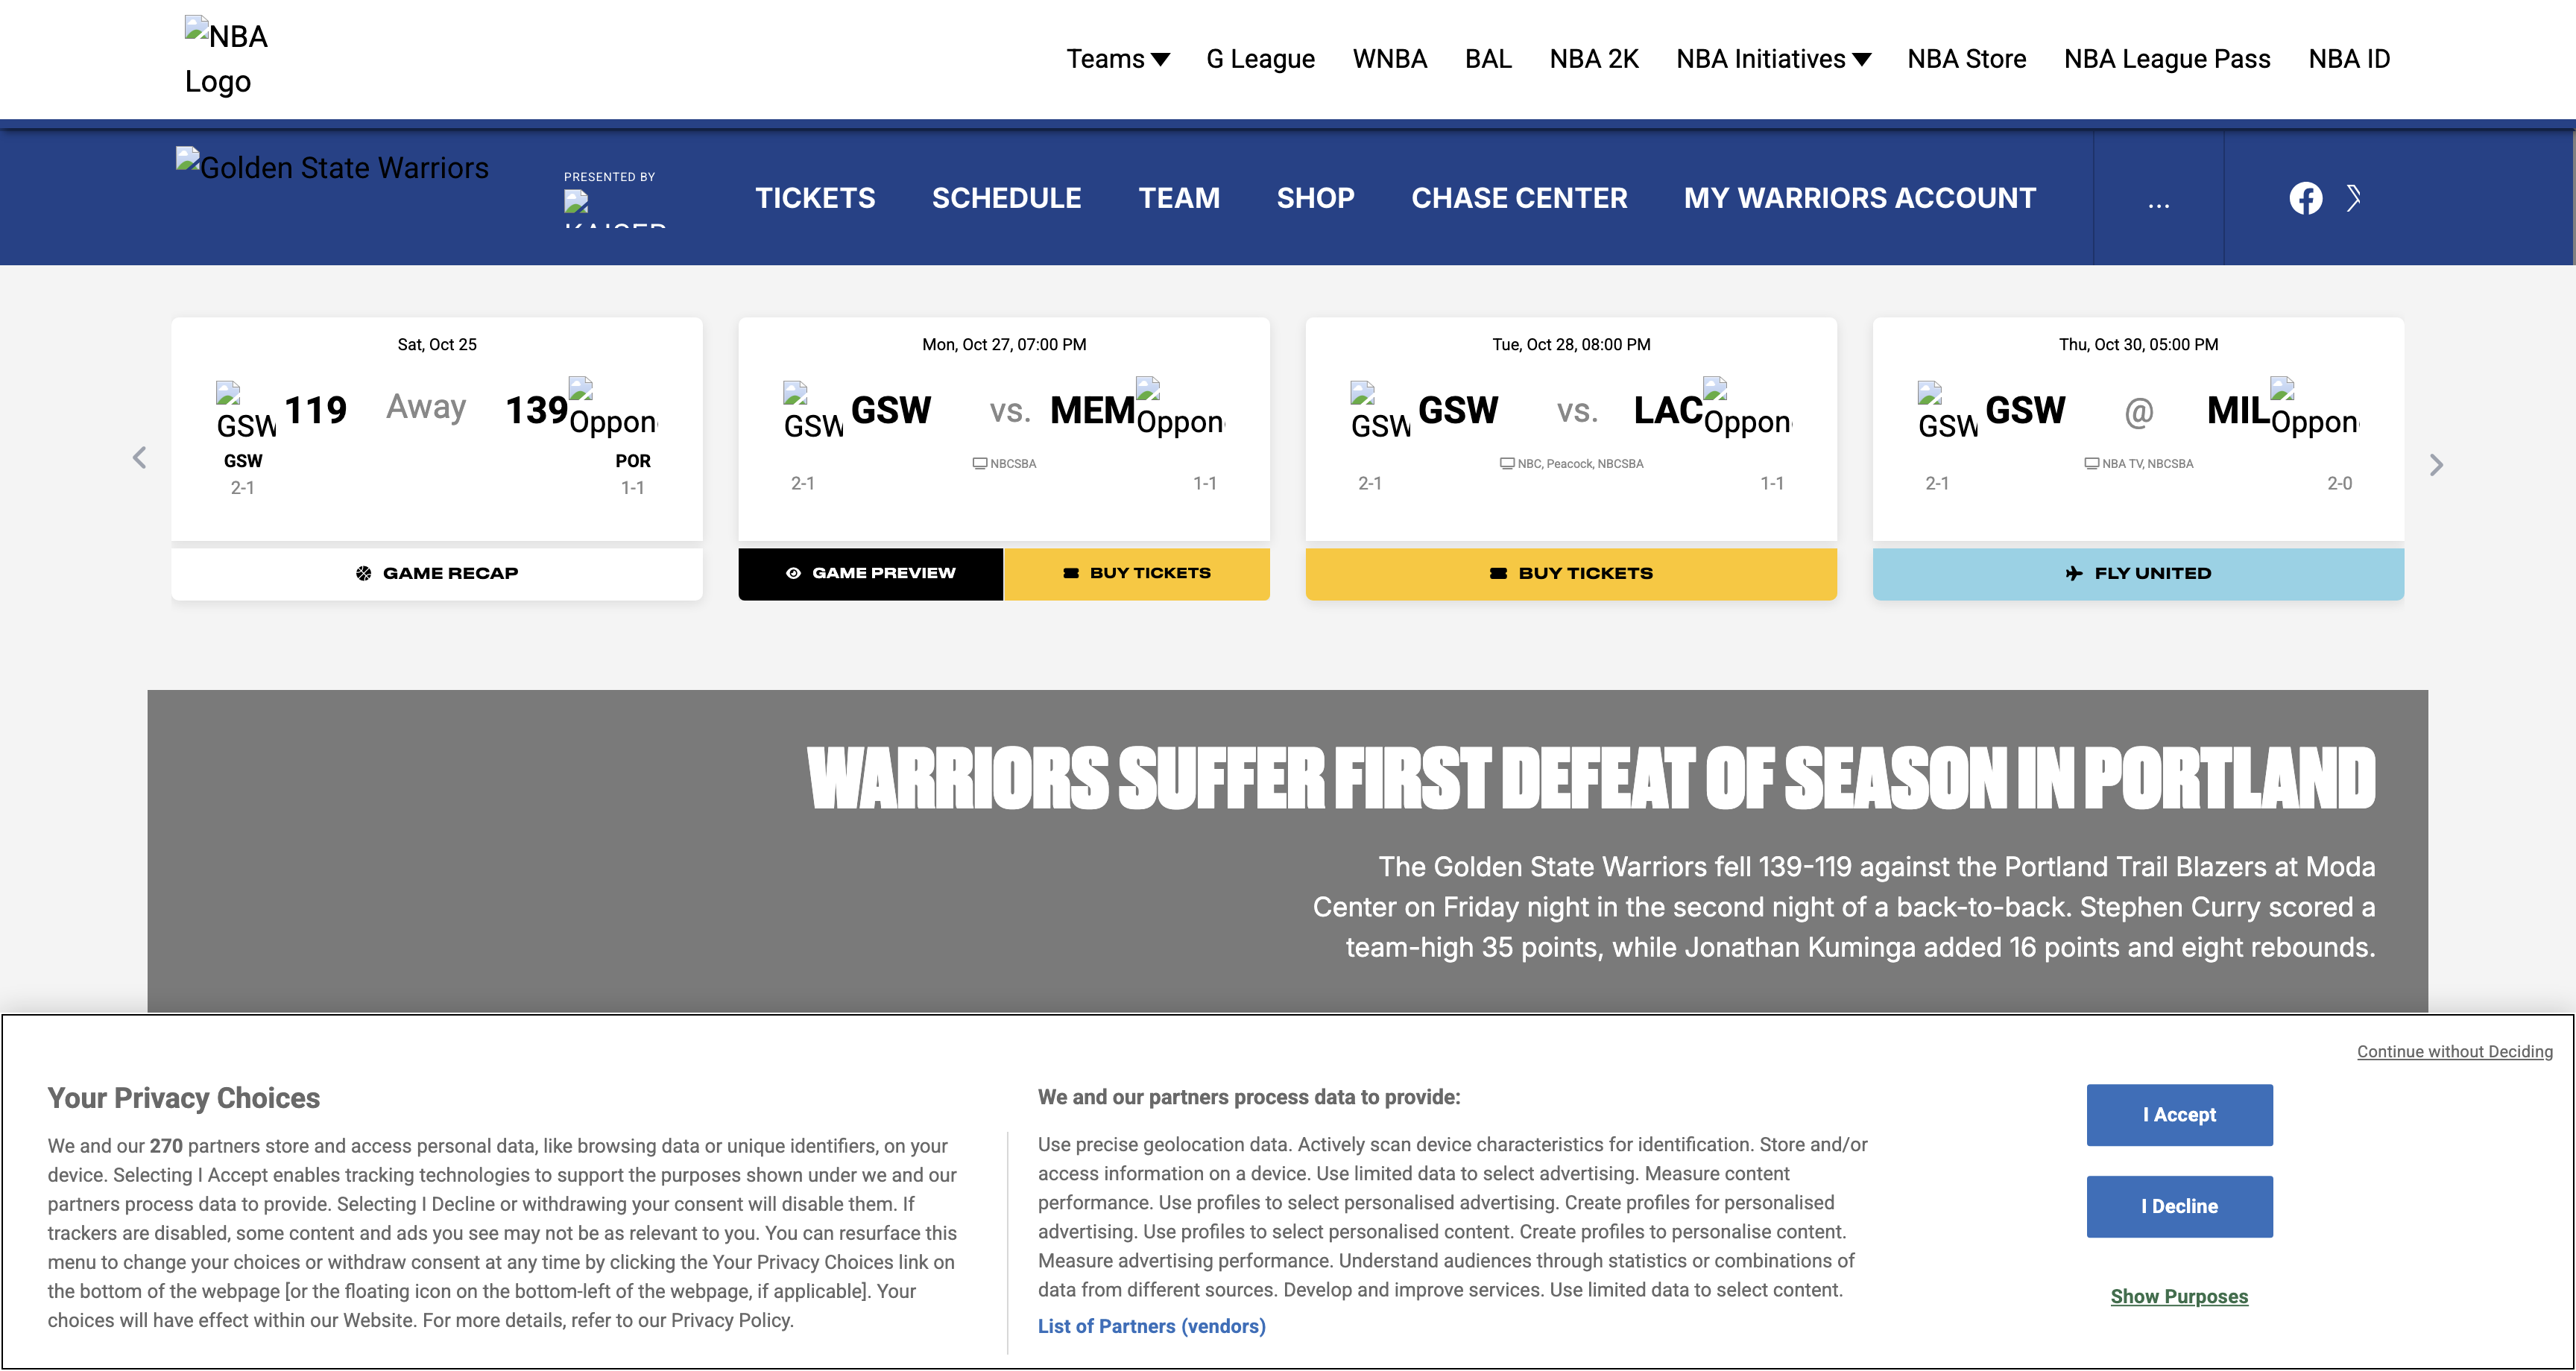 NBA
Logo
Teams G League WNBA BAL NBA 2K NBA Initiatives NBA Store NBA League Pass NBA ID
Golden State Warriors
PRESENTED BY
TICKETS SCHEDULE TEAM SHOP CHASE CENTER MY WARRIORS ACCOUNT ...
Sat, Oct 25
GSW 119 Away 139 Oppon
GSW POR
2-1 1-1
GAME RECAP
Mon, Oct 27, 07:00 PM
GSW GSW vs. MEM Oppon
NBCSBA
2-1 1-1
GAME PREVIEW BUY TICKETS
Tue, Oct 28, 08:00 PM
GSW GSW vs. LAC Oppon
NBC, Peacock, NBCSBA
2-1 1-1
BUY TICKETS
Thu, Oct 30, 05:00 PM
GSW GSW @ MIL Oppon
NBA TV, NBCSBA
2-1 2-0
FLY UNITED
WARRIORS SUFFER FIRST DEFEAT OF SEASON IN PORTLAND
The Golden State Warriors fell 139-119 against the Portland Trail Blazers at Moda
Center on Friday night in the second night of a back-to-back. Stephen Curry scored a
team-high 35 points, while Jonathan Kuminga added 16 points and eight rebounds.
Continue without Deciding
Your Privacy Choices
We and our 270 partners store and access personal data, like browsing data or unique identifiers, on your
device. Selecting I Accept enables tracking technologies to support the purposes shown under we and our
partners process data to provide. Selecting I Decline or withdrawing your consent will disable them. If
trackers are disabled, some content and ads you see may not be as relevant to you. You can resurface this
menu to change your choices or withdraw consent at any time by clicking the Your Privacy Choices link on
the bottom of the webpage [or the floating icon on the bottom-left of the webpage, if applicable]. Your
choices will have effect within our Website. For more details, refer to our Privacy Policy.
We and our partners process data to provide:
Use precise geolocation data. Actively scan device characteristics for identification. Store and/or
access information on a device. Use limited data to select advertising. Measure content
performance. Use profiles to select personalised advertising. Create profiles for personalised
advertising. Use profiles to select personalised content. Create profiles to personalise content.
Measure advertising performance. Understand audiences through statistics or combinations of
data from different sources. Develop and improve services. Use limited data to select content.
List of Partners (vendors)
I Accept
I Decline
Show Purposes